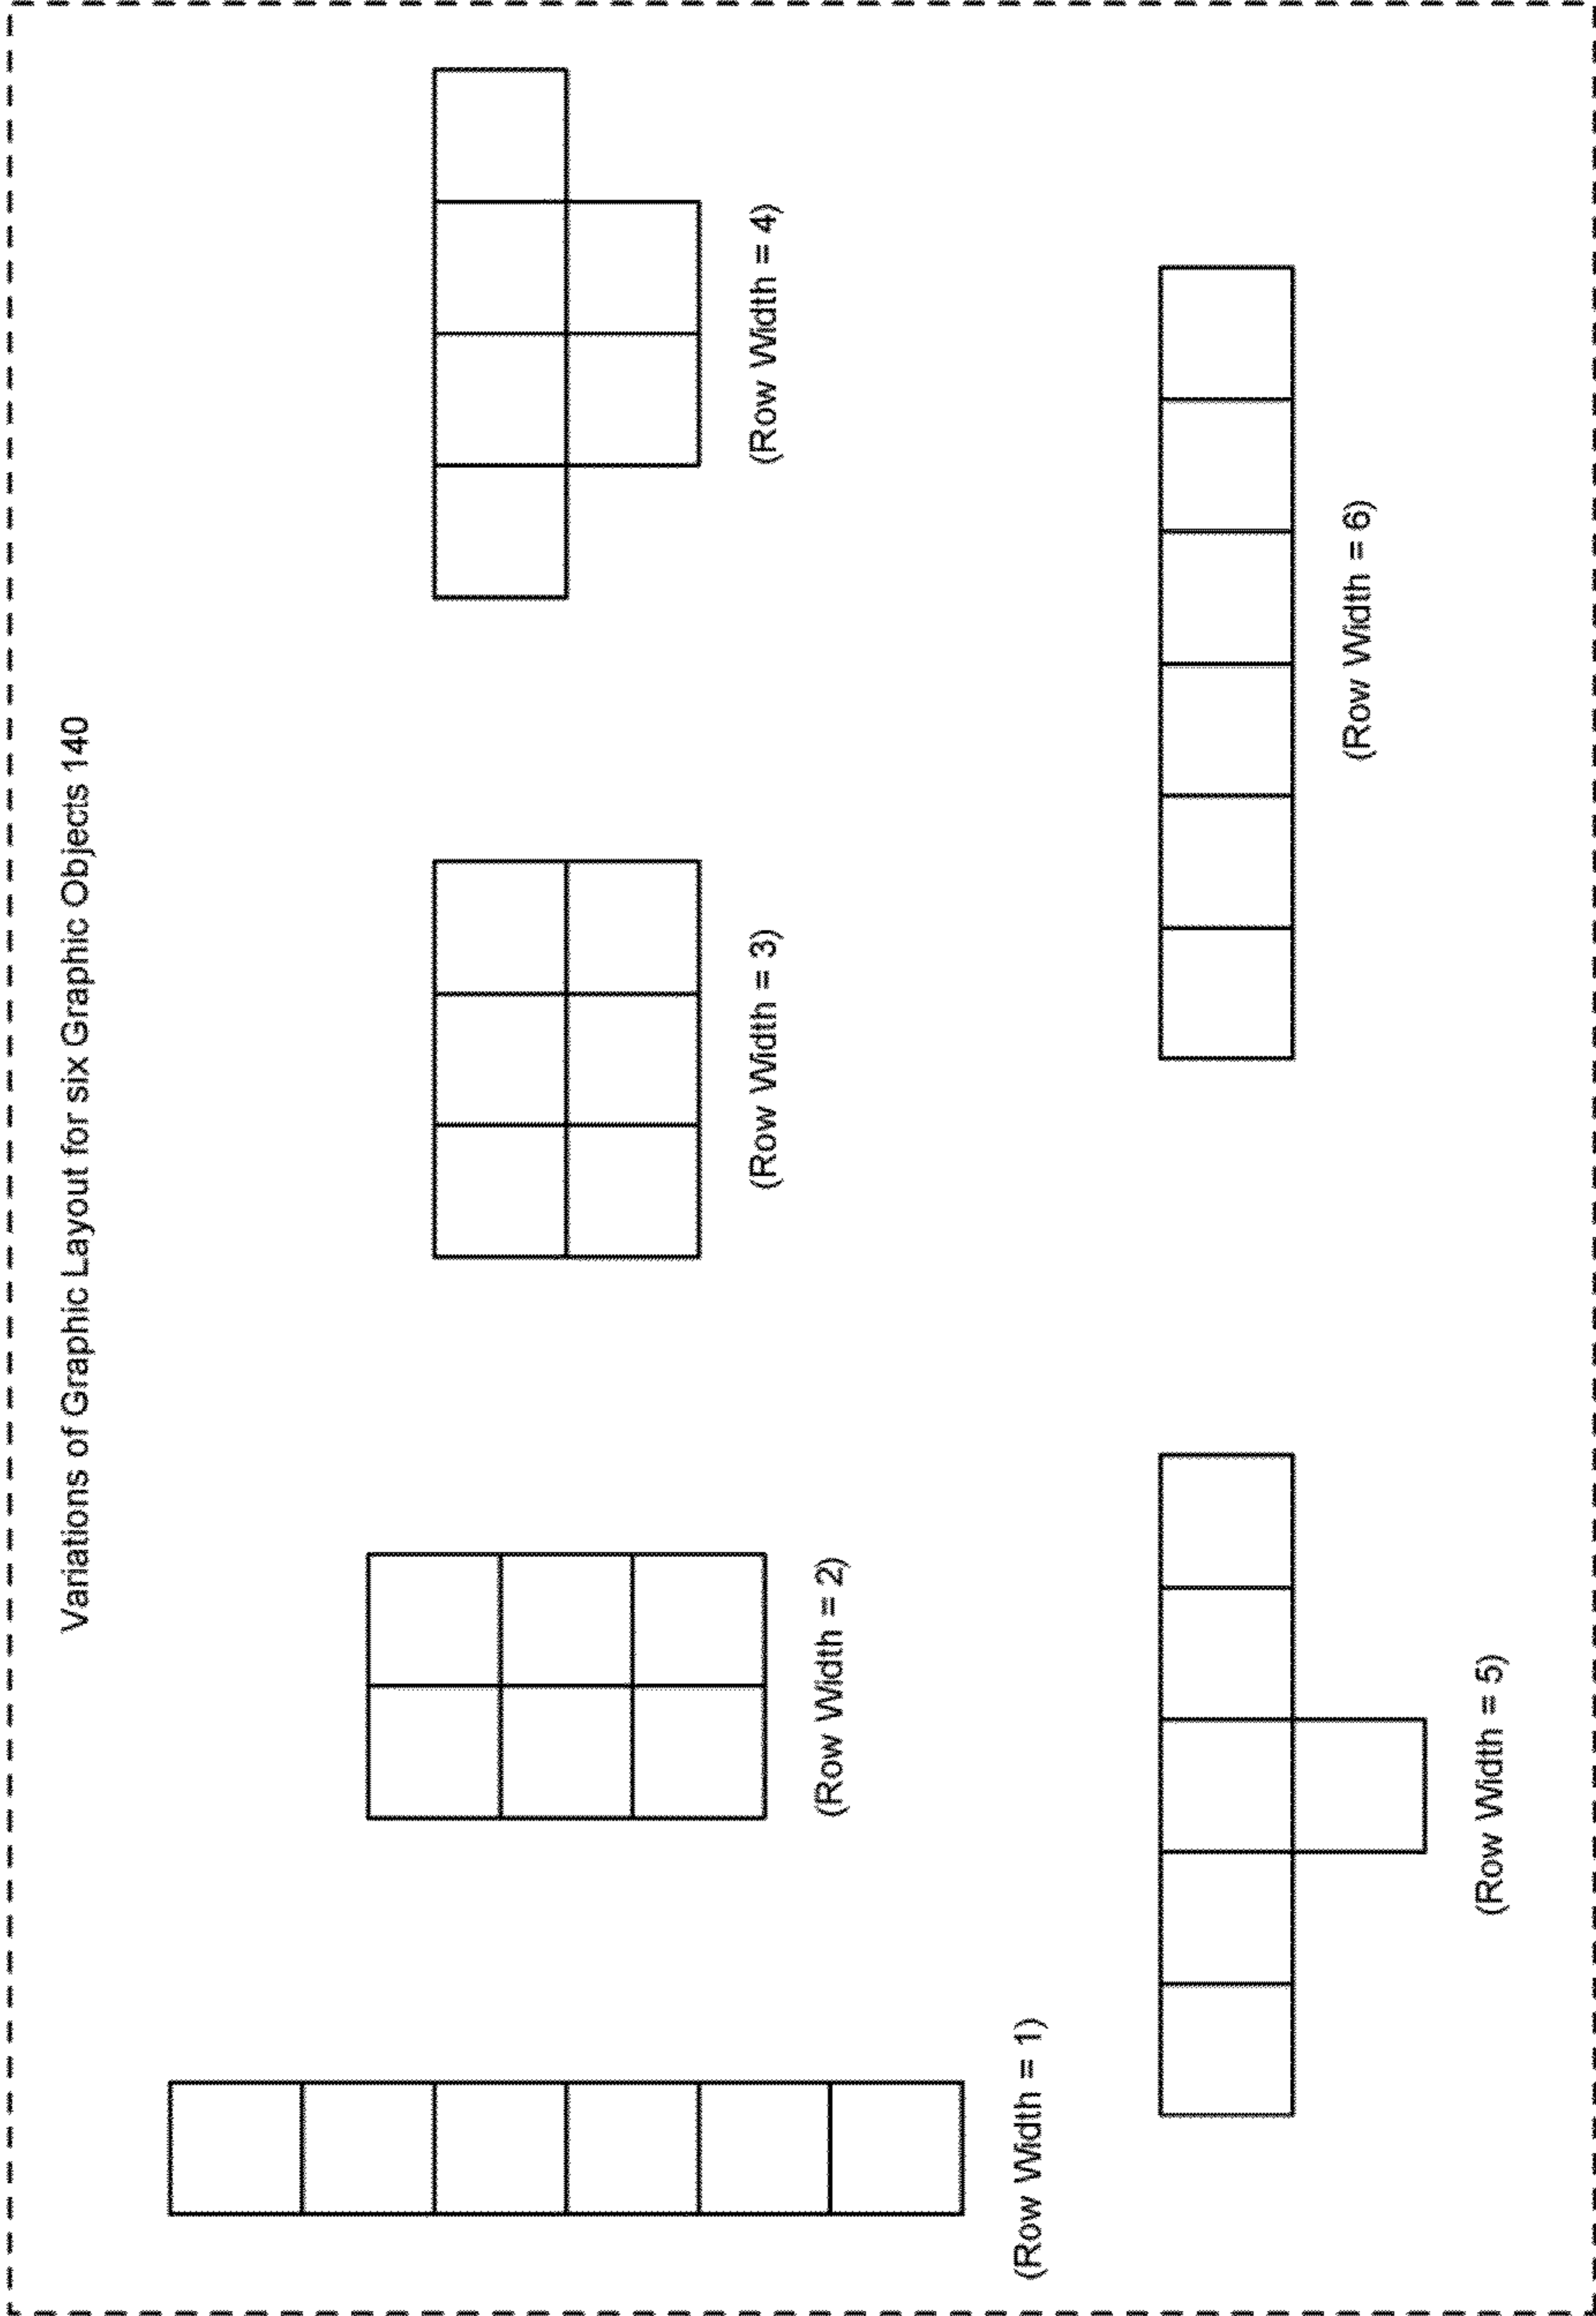 Variations of Graphic Layout for six Graphic Objects 140
(Row Width = 1)
(Row Width = 2)
(Row Width = 3)
(Row Width = 4)
(Row Width = 5)
(Row Width = 6)